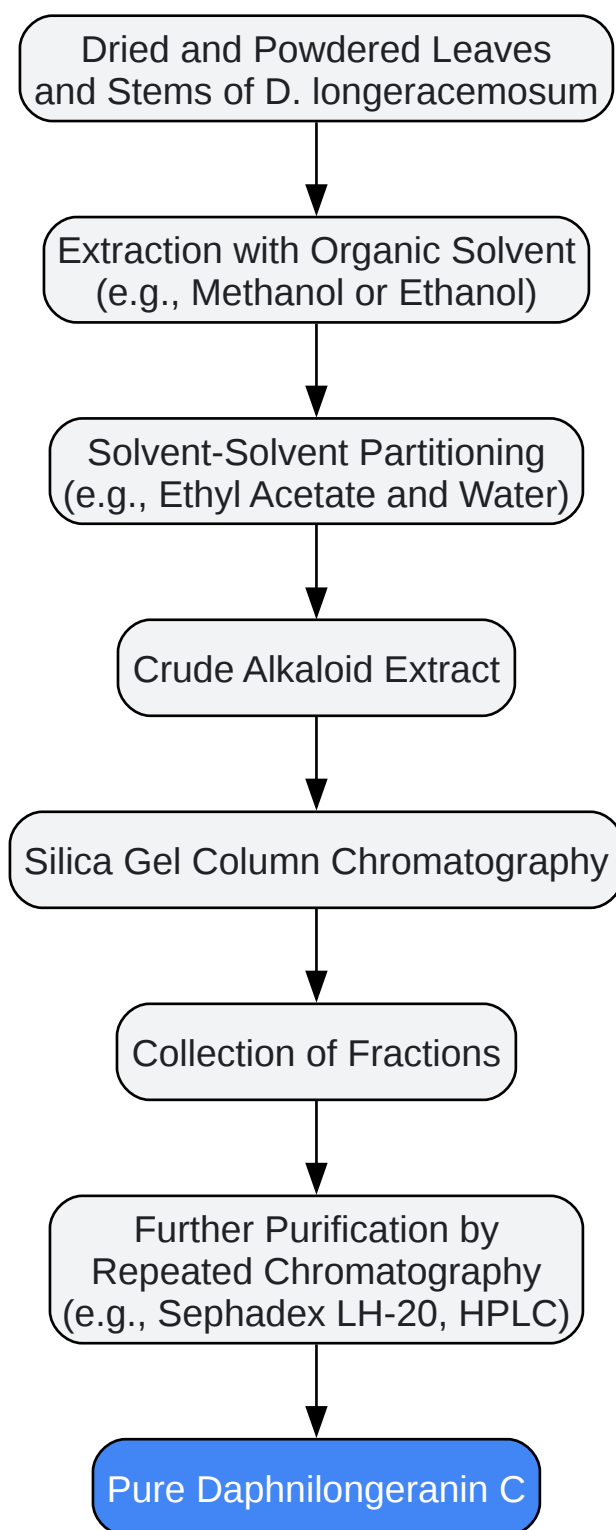 Dried and Powdered Leaves
and Stems of D. longeracemosum
Extraction with Organic Solvent
(e.g., Methanol or Ethanol)
Solvent-Solvent Partitioning
(e.g., Ethyl Acetate and Water)
Crude Alkaloid Extract
Silica Gel Column Chromatography
Collection of Fractions
Further Purification by
Repeated Chromatography
(e.g., Sephadex LH-20, HPLC)
Pure Daphnilongeranin C